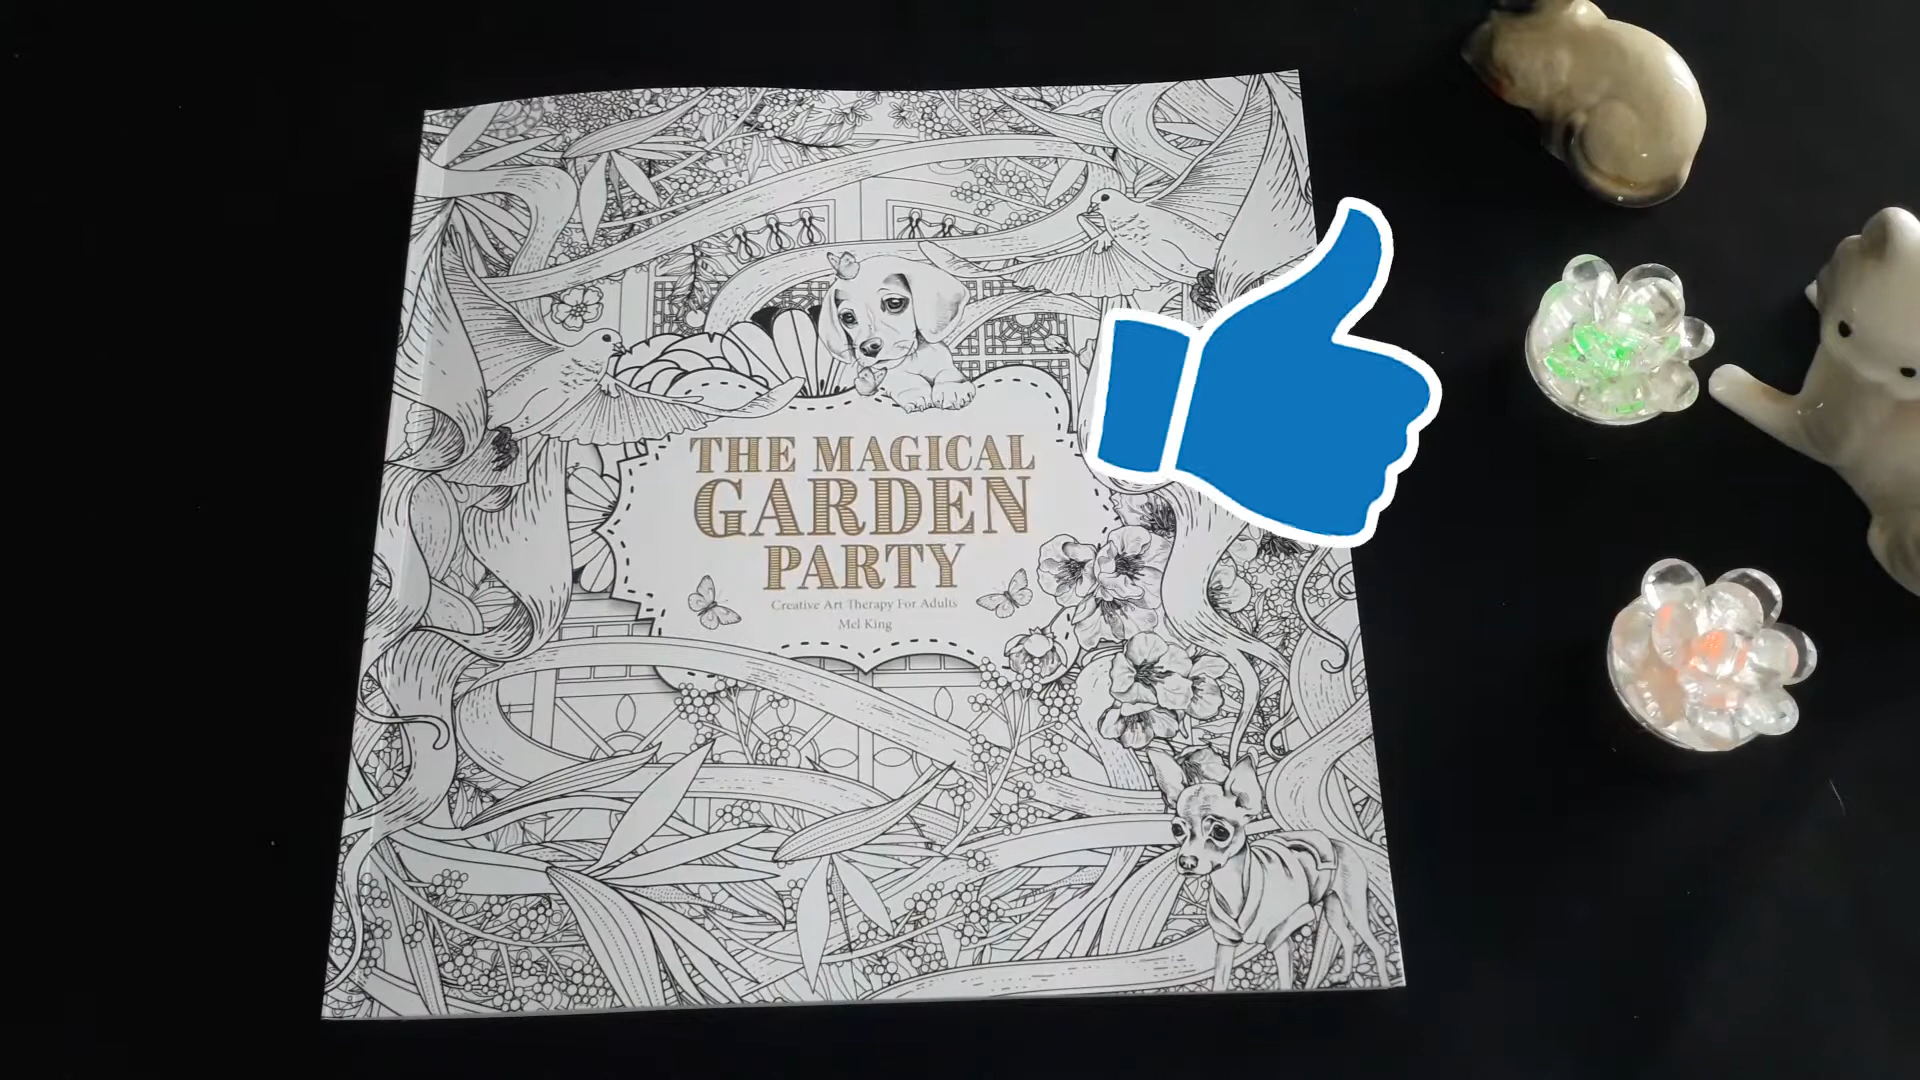 THE MAGICAL
GARDEN
PARTY
Creative Art Therapy For Adults
Mel King